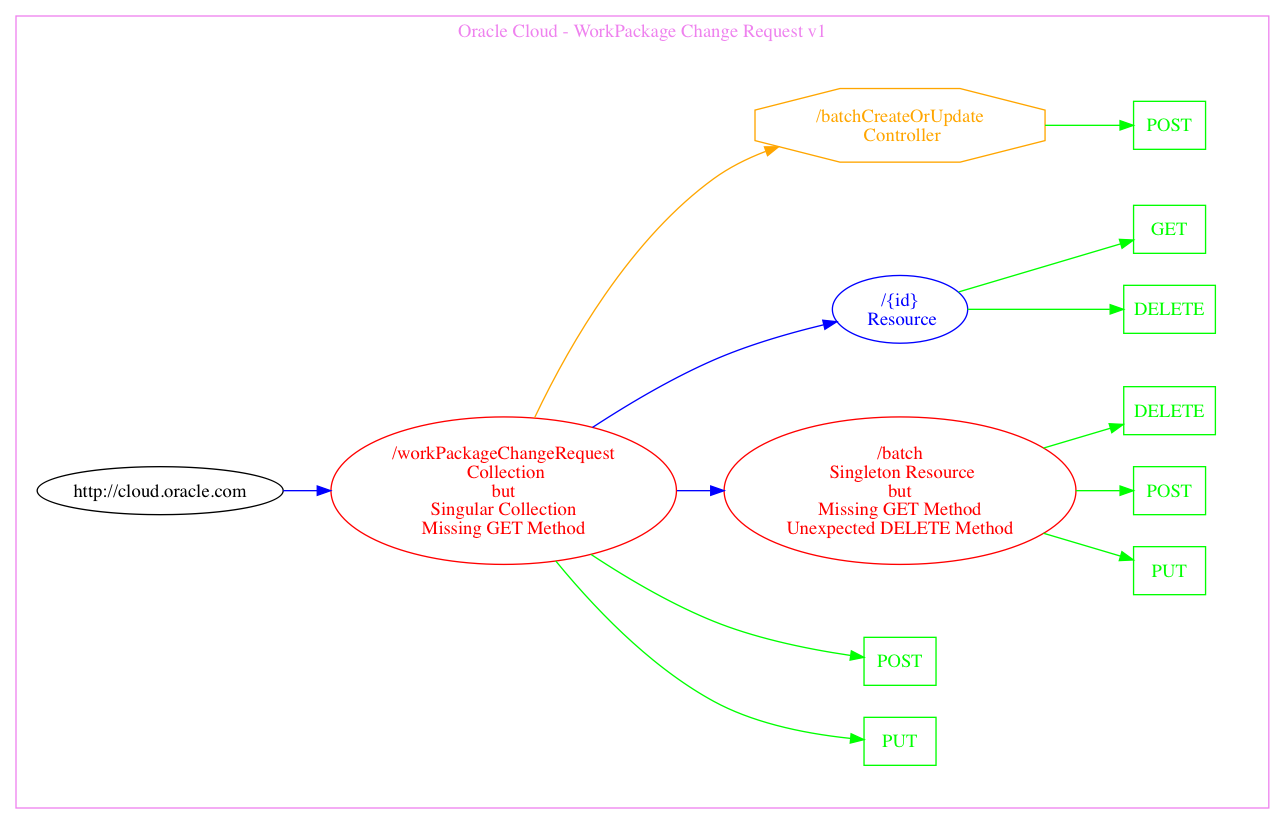 Oracle Cloud - WorkPackage Change Request v1
/batchCreateOrUpdate
Controller
POST
GET
/{id}
Resource
DELETE
DELETE
/workPackageChangeRequest
Collection
but
Singular Collection
Missing GET Method
/batch
Singleton Resource
but
Missing GET Method
Unexpected DELETE Method
http://cloud.oracle.com
POST
PUT
POST
PUT